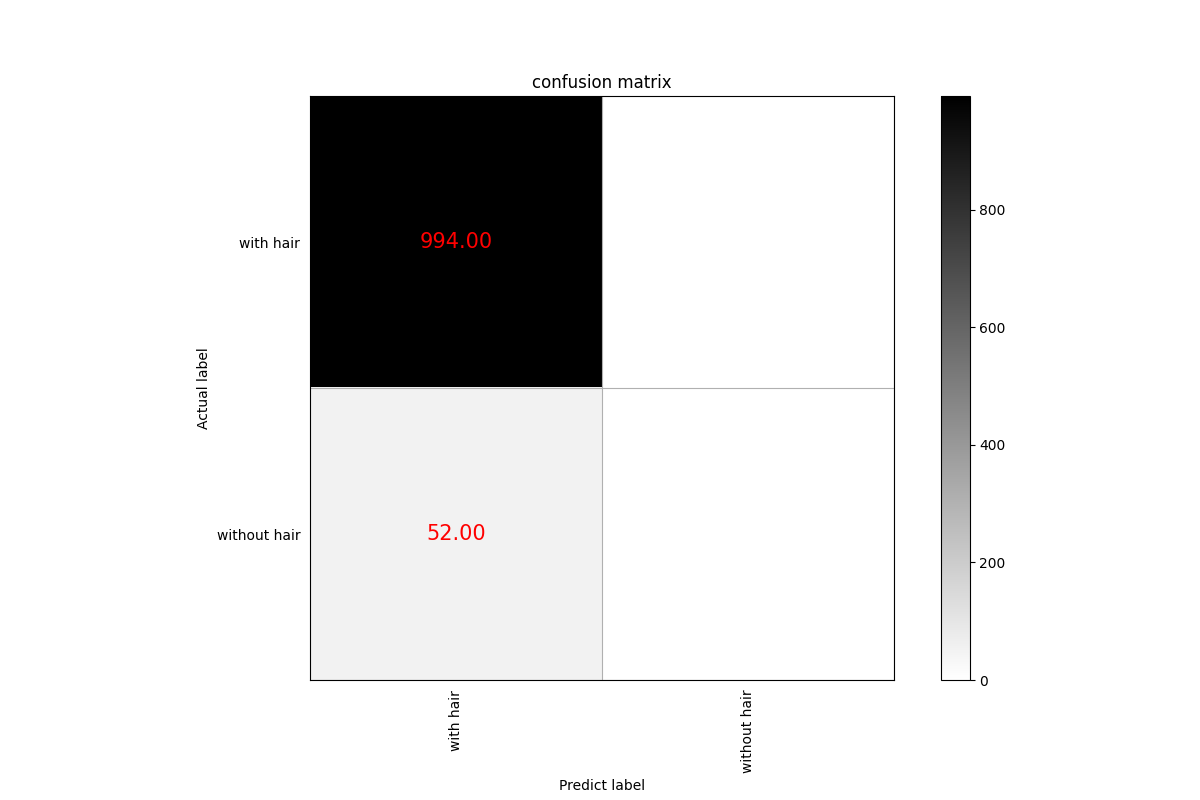 confusion matrix
with hair
994.00
without hair
52.00
Actual label
with hair
without hair
Predict label
800
600
400
200
0